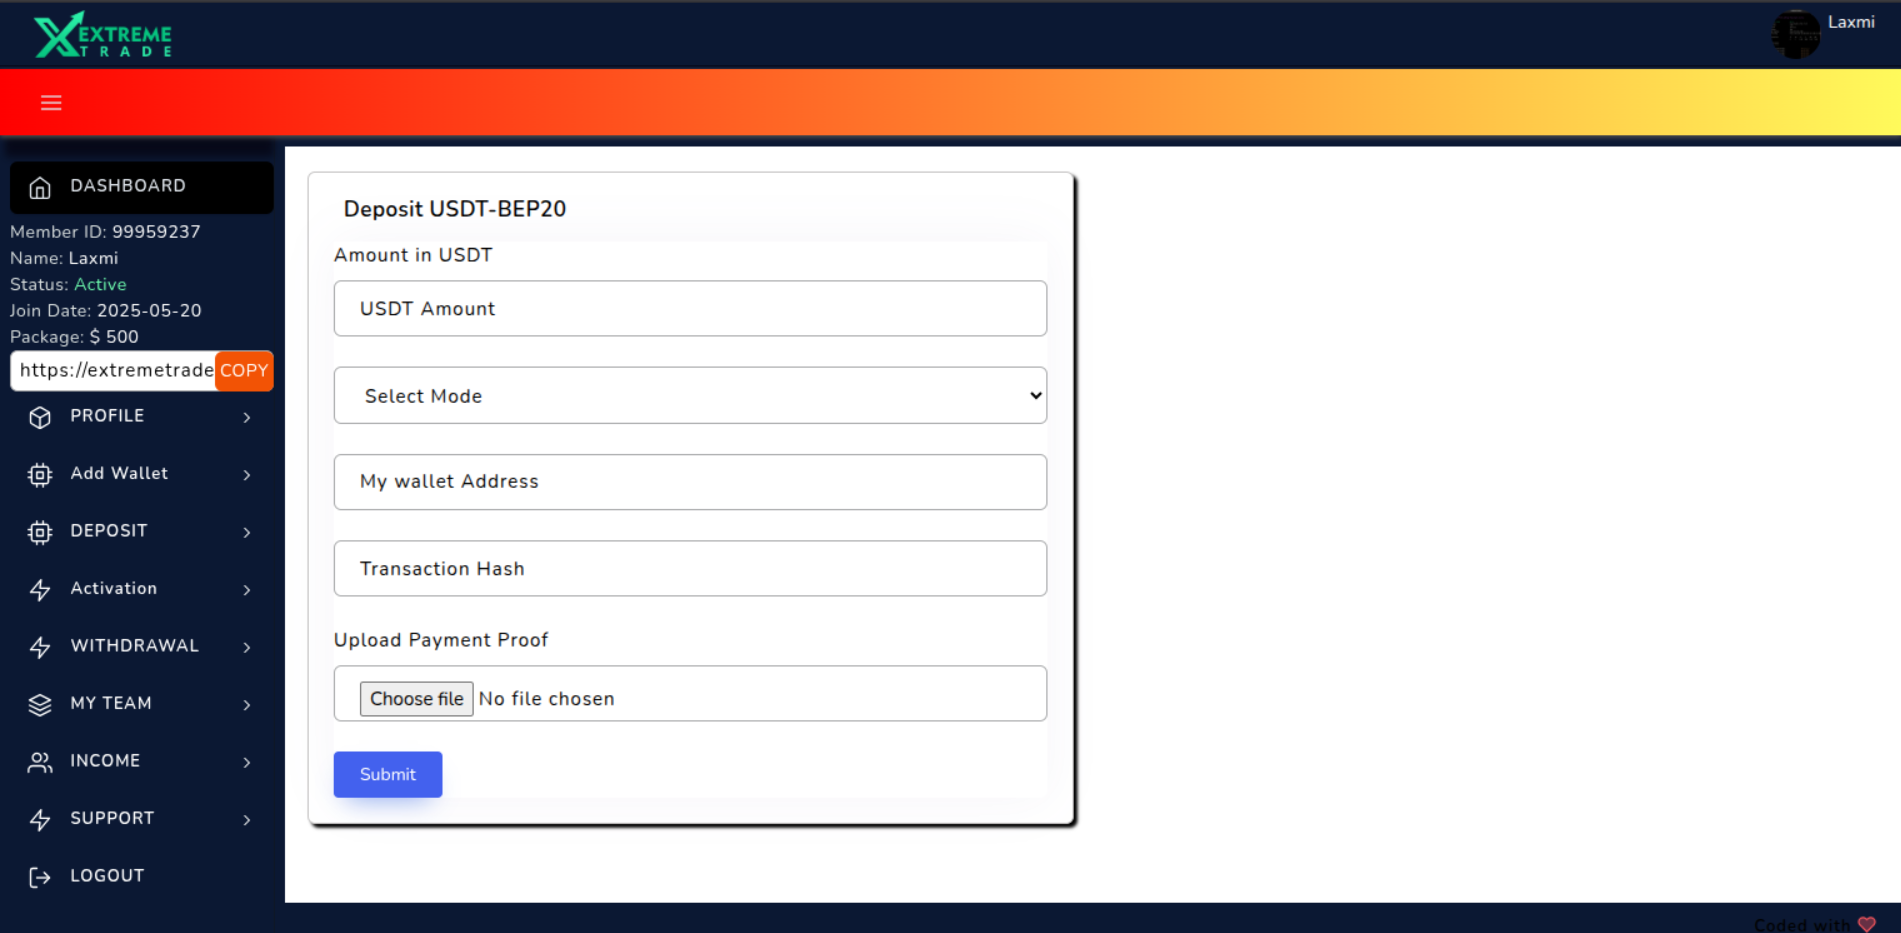 EXTREME
TRADE
Laxmi
DASHBOARD
Member ID: 99959237
Name: Laxmi
Status: Active
Join Date: 2025-05-20
Package: $ 500
https://extremetrade
COPY
PROFILE
Add Wallet
DEPOSIT
Activation
WITHDRAWAL
MY TEAM
INCOME
SUPPORT
LOGOUT
Deposit USDT-BEP20
Amount in USDT
USDT Amount
Select Mode
My wallet Address
Transaction Hash
Upload Payment Proof
Choose file No file chosen
Submit
Coded with